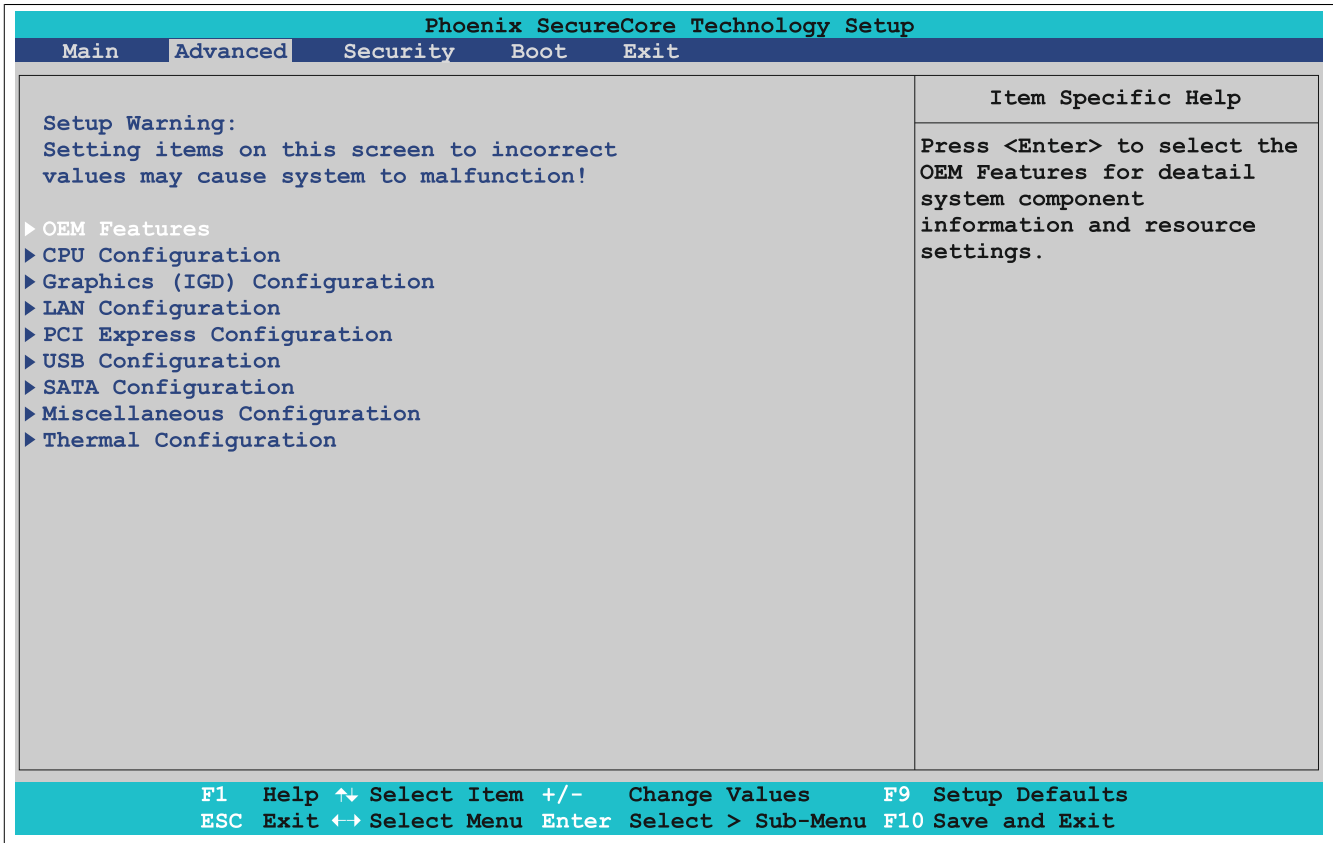 Phoenix SecureCore Technology Setup
Main Advanced Security Boot Exit
Setup Warning:
Setting items on this screen to incorrect
values may cause system to malfunction!
OEM Features
CPU Configuration
Graphics (IGD) Configuration
LAN Configuration
PCI Express Configuration
USB Configuration
SATA Configuration
Miscellaneous Configuration
Thermal Configuration
Item Specific Help
Press <Enter> to select the
OEM Features for deatail
system component
information and resource
settings.
F1 Help Select Item +/- Change Values F9 Setup Defaults
ESC Exit Select Menu Enter Select > Sub-Menu F10 Save and Exit